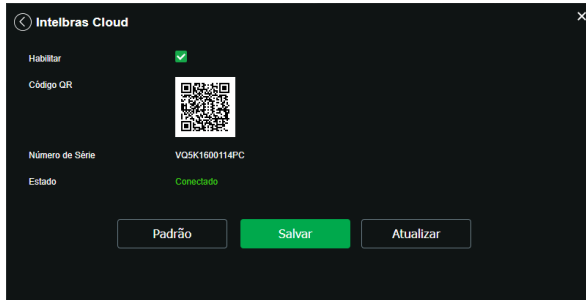 Intelbras Cloud
Habilitar
Código QR
Número de Série VQ5K1600114PC
Estado Conectado
Padrão Salvar Atualizar